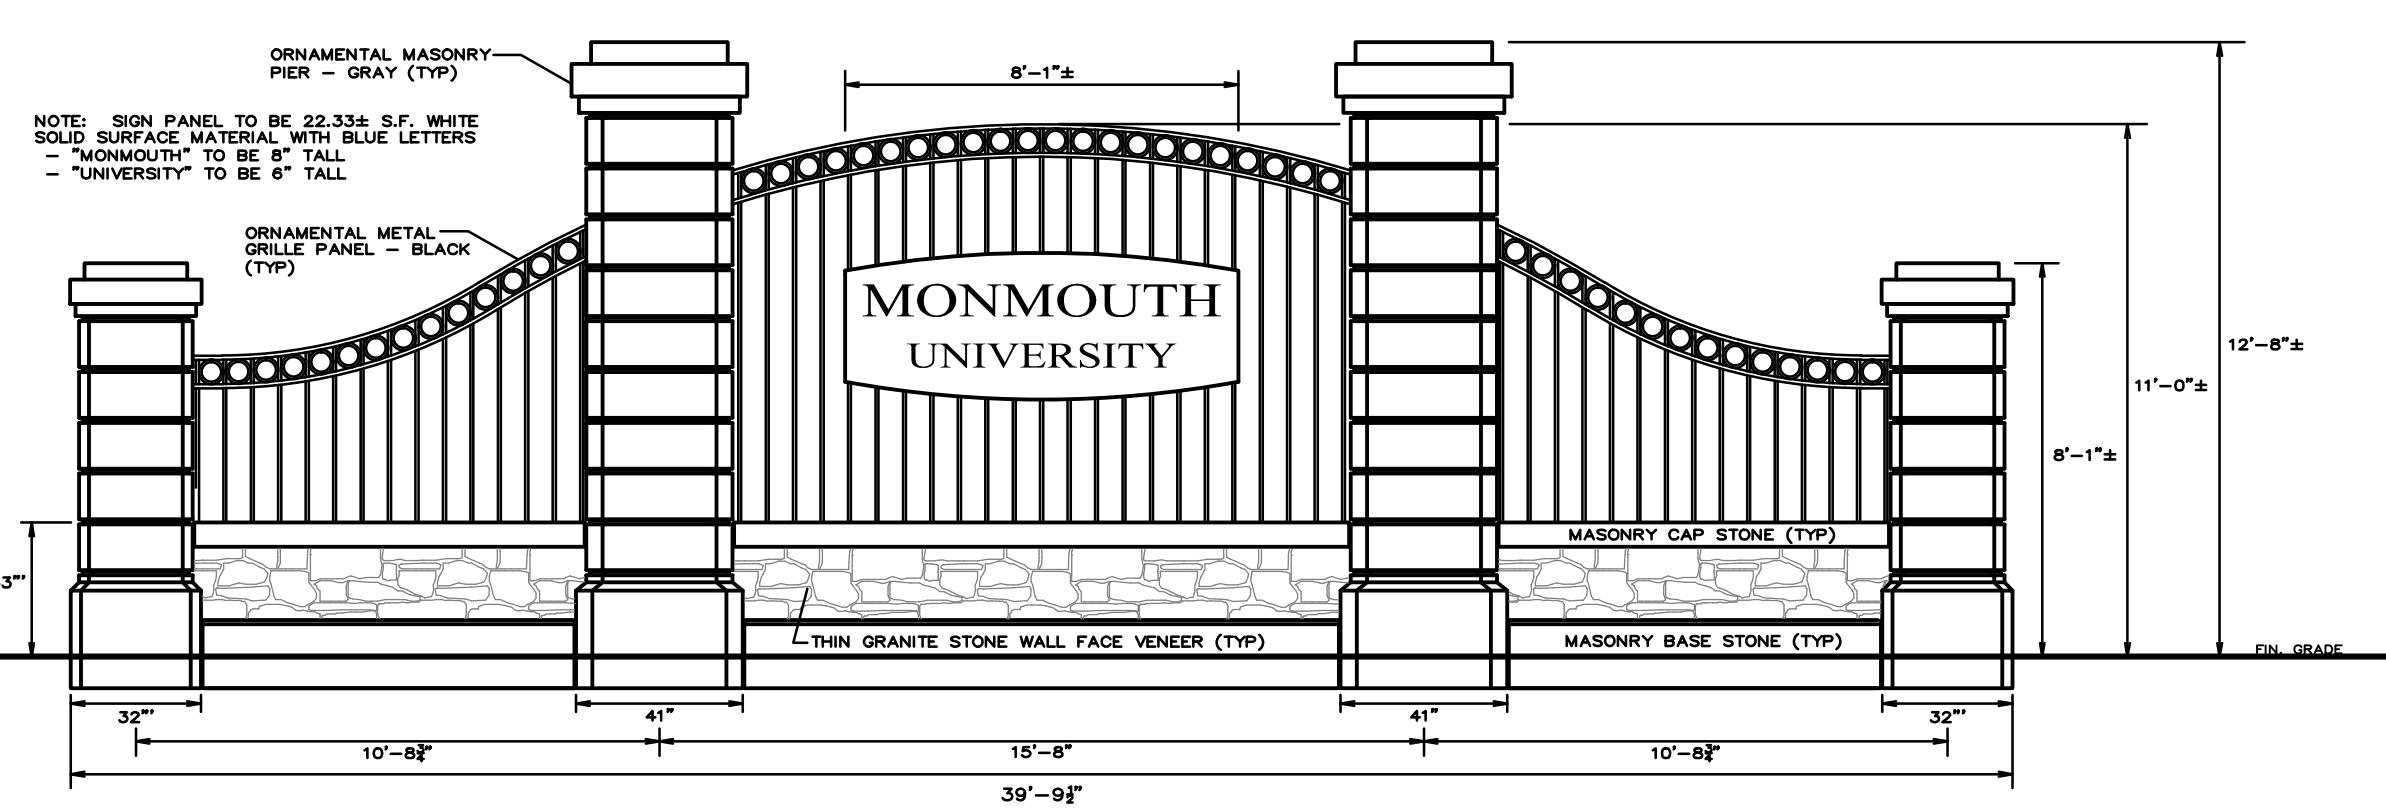 ORNAMENTAL MASONRY
PIER – GRAY (TYP)
8'–1"±
NOTE: SIGN PANEL TO BE 22.33± S.F. WHITE
SOLID SURFACE MATERIAL WITH BLUE LETTERS
– "MONMOUTH" TO BE 8" TALL
– "UNIVERSITY" TO BE 6" TALL
ORNAMENTAL METAL
GRILLE PANEL – BLACK
(TYP)
MONMOUTH
UNIVERSITY
12'–8"±
11'–0"±
8'–1"±
MASONRY CAP STONE (TYP)
3"'
THIN GRANITE STONE WALL FACE VENEER (TYP)
MASONRY BASE STONE (TYP)
FIN. GRADE
32"'
41"
41"
32"'
10'–8¾"
15'–8"
10'–8¾"
39'–9½"